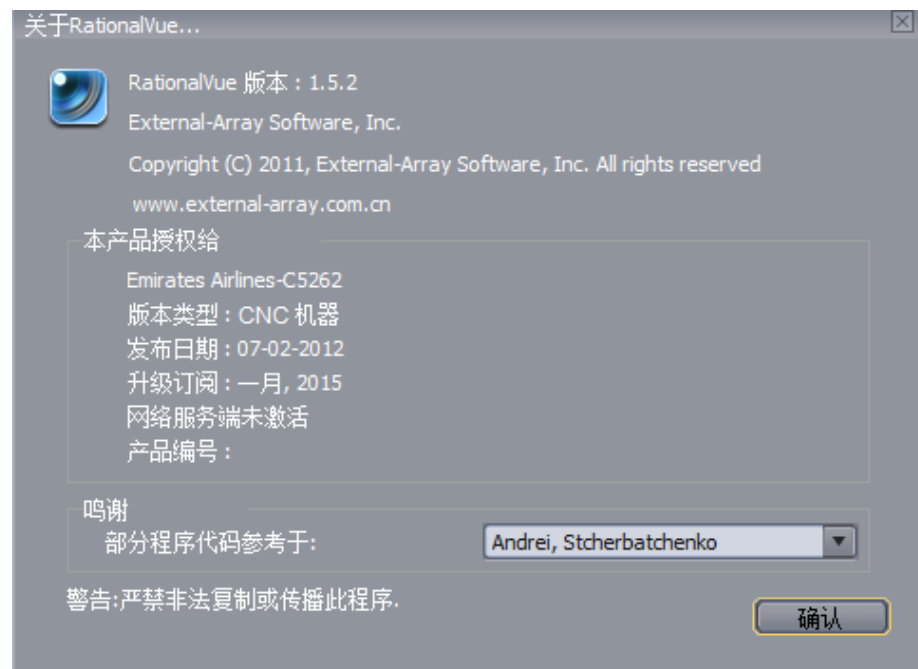 关于RationalVue...
RationalVue 版本 : 1.5.2
External-Array Software, Inc.
Copyright (C) 2011, External-Array Software, Inc. All rights reserved
www.external-array.com.cn
本产品授权给
Emirates Airlines-C5262
版本类型 : CNC 机器
发布日期 : 07-02-2012
升级订阅 : 一月, 2015
网络服务端未激活
产品编号 :
鸣谢
部分程序代码参考于:
Andrei, Stcherbatchenko
警告:严禁非法复制或传播此程序.
确认